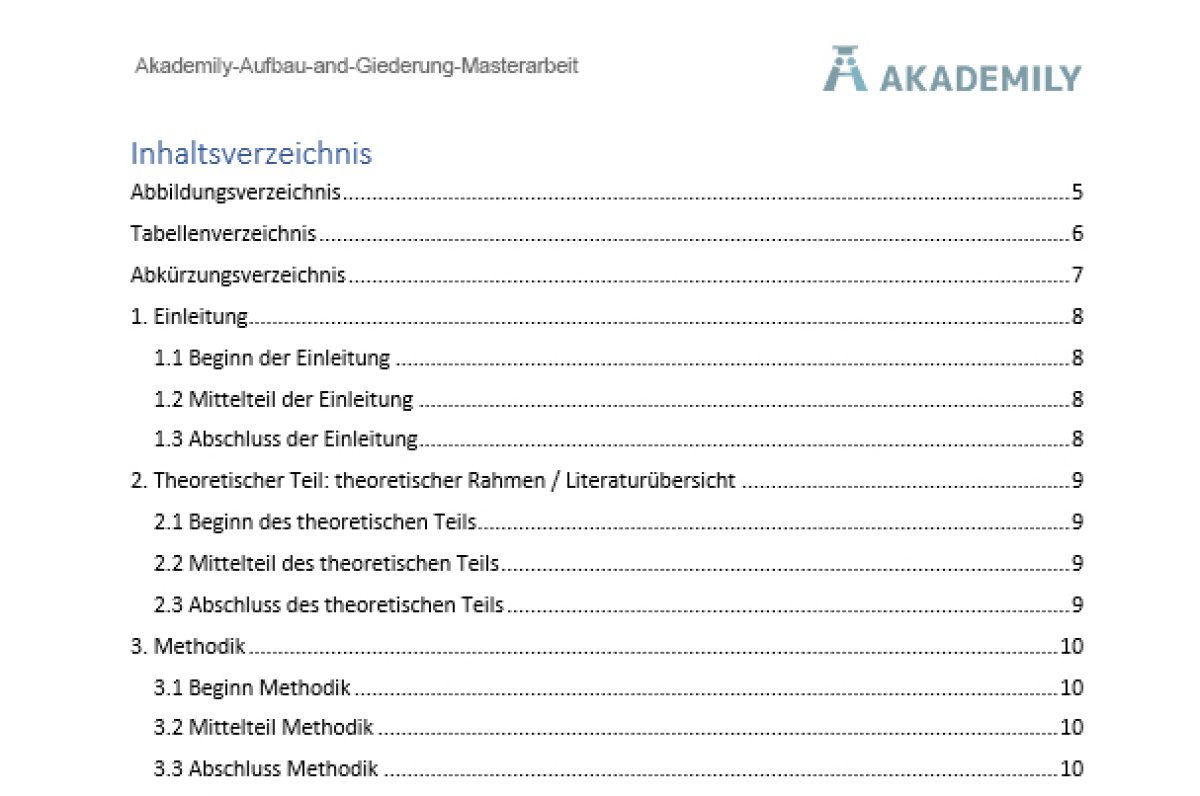 Akademily-Aufbau-and-Giederung-Masterarbeit
AKADEMILY
Inhaltsverzeichnis
Abbildungsverzeichnis 5
Tabellenverzeichnis 6
Abkürzungsverzeichnis 7
1. Einleitung 8
1.1 Beginn der Einleitung 8
1.2 Mittelteil der Einleitung 8
1.3 Abschluss der Einleitung 8
2. Theoretischer Teil: theoretischer Rahmen / Literaturübersicht 9
2.1 Beginn des theoretischen Teils 9
2.2 Mittelteil des theoretischen Teils 9
2.3 Abschluss des theoretischen Teils 9
3. Methodik 10
3.1 Beginn Methodik 10
3.2 Mittelteil Methodik 10
3.3 Abschluss Methodik 10